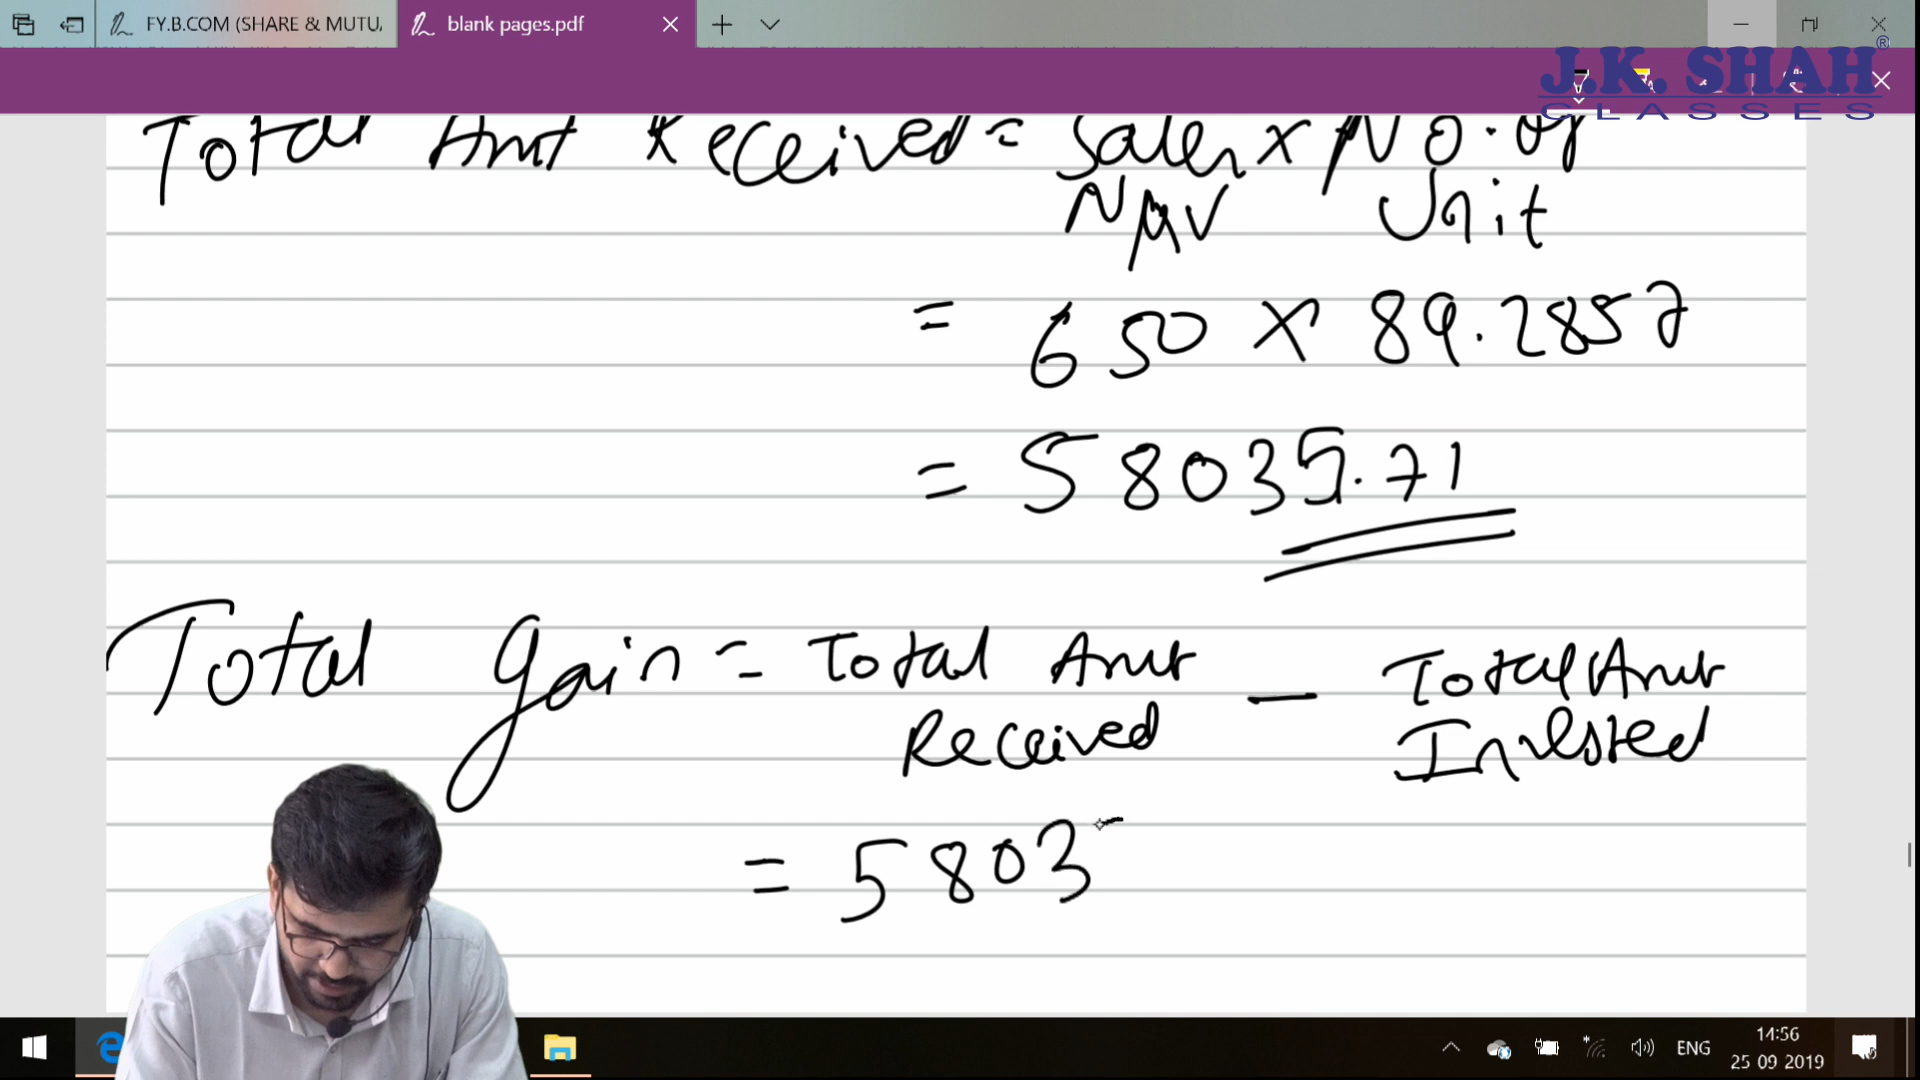 FY.B.COM (SHARE & MUTU
blank pages.pdf
J.K. SHAH®
CLASSES
Total Amt Received = Sales x No. of
NAV Unit
= 650 x 89.2857
= 58035.71
Total gain = Total Amt Received – Total Amt Invested
= 5803
ENG
14:56
25 09 2019